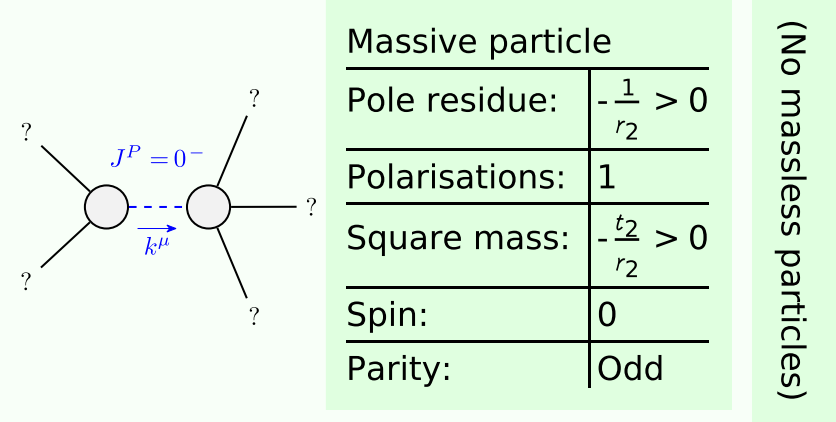 ?
?
J^P = 0^-
k^μ
?
?
?
Massive particle
Pole residue: -1/r₂ > 0
Polarisations: 1
Square mass: -t₂/r₂ > 0
Spin: 0
Parity: Odd
(No massless particles)